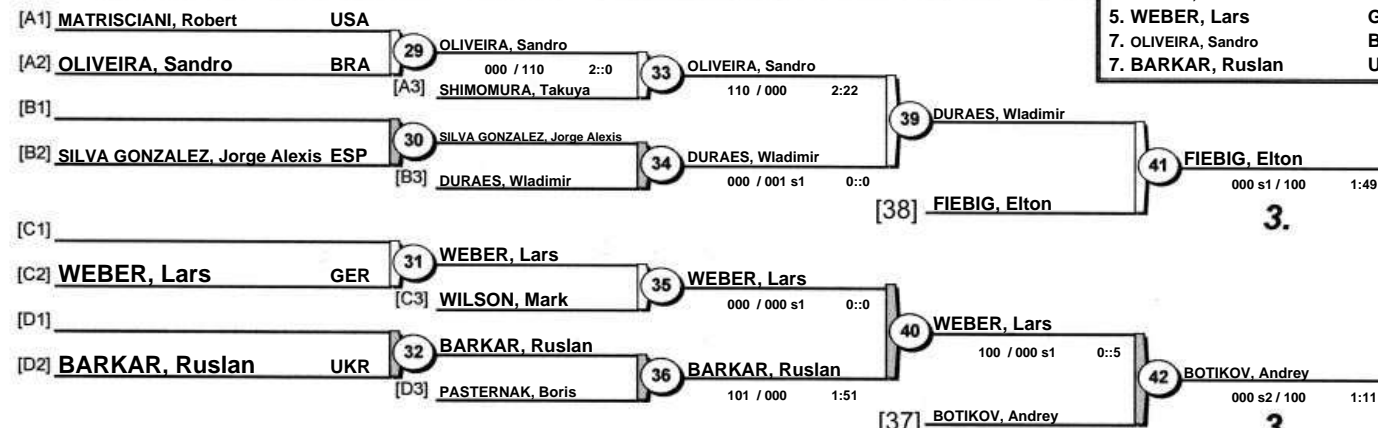 [A1] MATRISCIANI, Robert USA
5. WEBER, Lars G
7. OLIVEIRA, Sandro B
7. BARKAR, Ruslan U
29 OLIVEIRA, Sandro
[A2] OLIVEIRA, Sandro BRA
000 / 110 2::0
33 OLIVEIRA, Sandro
[A3] SHIMOMURA, Takuya
110 / 000 2:22
[B1]
39 DURAES, Wladimir
30 SILVA GONZALEZ, Jorge Alexis
[B2] SILVA GONZALEZ, Jorge Alexis ESP
34 DURAES, Wladimir
41 FIEBIG, Elton
[B3] DURAES, Wladimir
000 / 001 s1 0::0
000 s1 / 100 1:49
[38] FIEBIG, Elton
3.
[C1]
31 WEBER, Lars
[C2] WEBER, Lars GER
35 WEBER, Lars
[C3] WILSON, Mark
000 / 000 s1 0::0
[D1]
40 WEBER, Lars
32 BARKAR, Ruslan
100 / 000 s1 0::5
[D2] BARKAR, Ruslan UKR
36 BARKAR, Ruslan
42 BOTIKOV, Andrey
[D3] PASTERNAK, Boris
101 / 000 1:51
000 s2 / 100 1:11
[37] BOTIKOV, Andrey
3